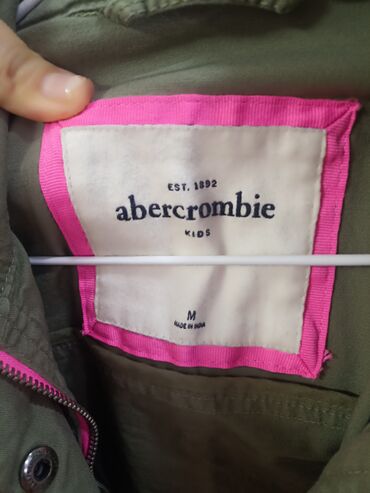 EST. 1892
abercrombie
KIDS
M
MADE IN INDIA